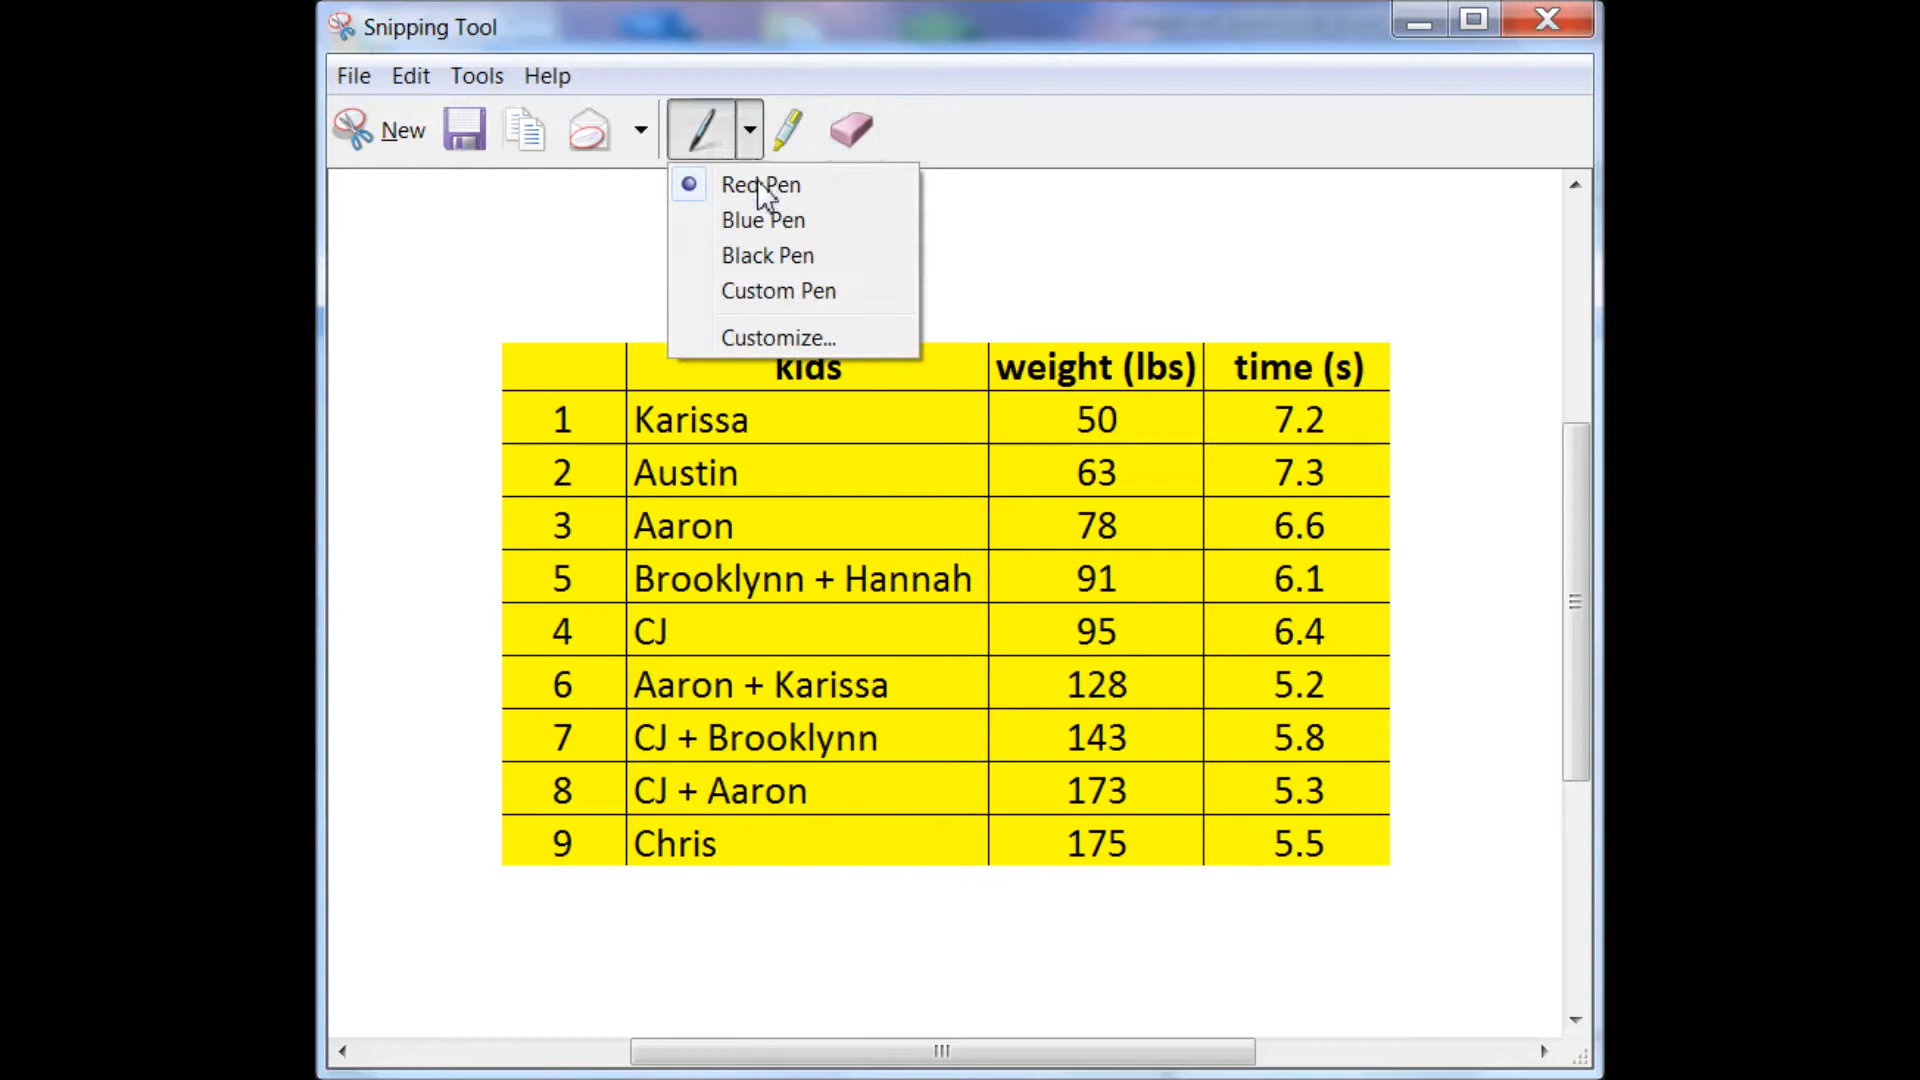 Snipping Tool
File Edit Tools Help
New
Red Pen
Blue Pen
Black Pen
Custom Pen
Customize...
kids weight (lbs) time (s)
1 Karissa 50 7.2
2 Austin 63 7.3
3 Aaron 78 6.6
5 Brooklynn + Hannah 91 6.1
4 CJ 95 6.4
6 Aaron + Karissa 128 5.2
7 CJ + Brooklynn 143 5.8
8 CJ + Aaron 173 5.3
9 Chris 175 5.5